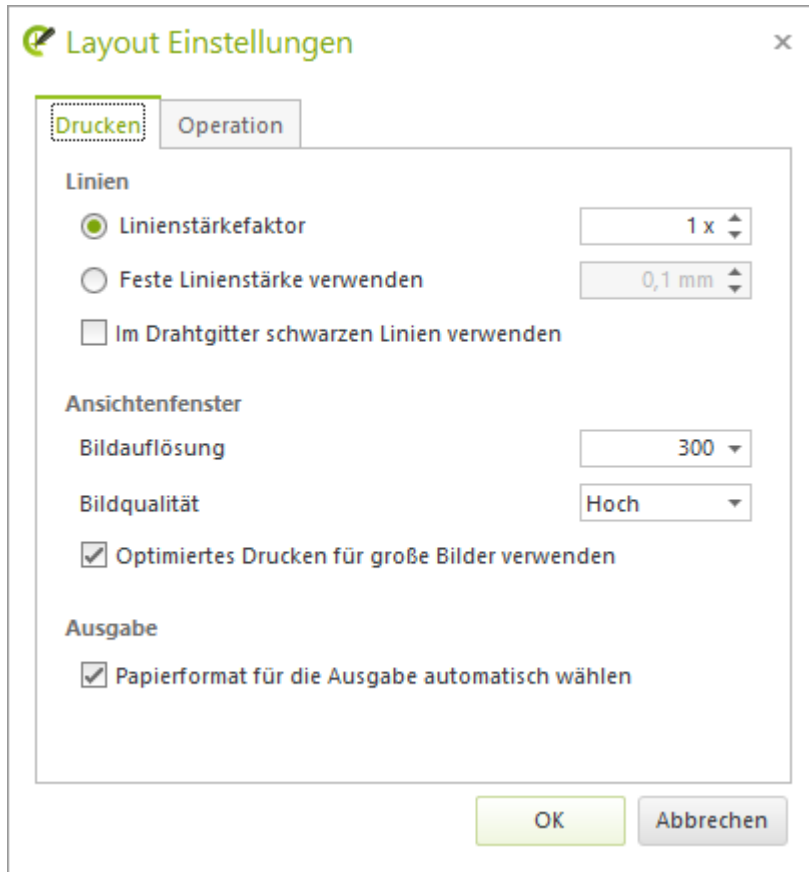 Layout Einstellungen
Drucken Operation
Linien
Linienstärkefaktor 1 x
Feste Linienstärke verwenden 0,1 mm
Im Drahtgitter schwarzen Linien verwenden
Ansichtenfenster
Bildauflösung 300
Bildqualität Hoch
Optimiertes Drucken für große Bilder verwenden
Ausgabe
Papierformat für die Ausgabe automatisch wählen
OK Abbrechen